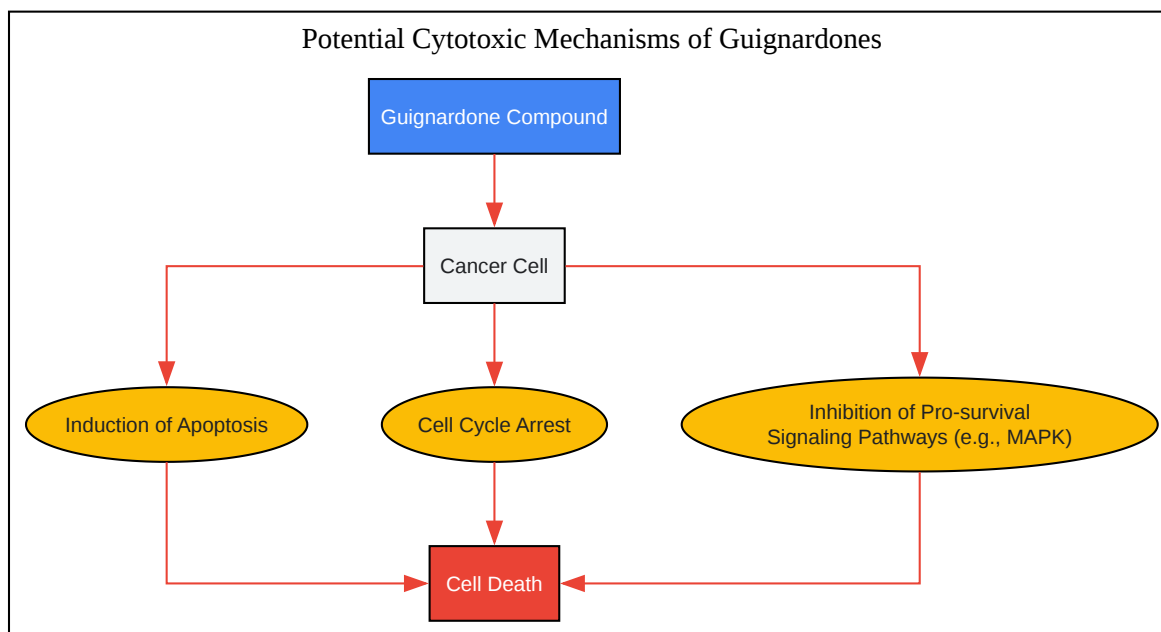 Potential Cytotoxic Mechanisms of Guignardones
Guignardone Compound
Cancer Cell
Induction of Apoptosis
Cell Cycle Arrest
Inhibition of Pro-survival
Signaling Pathways (e.g., MAPK)
Cell Death